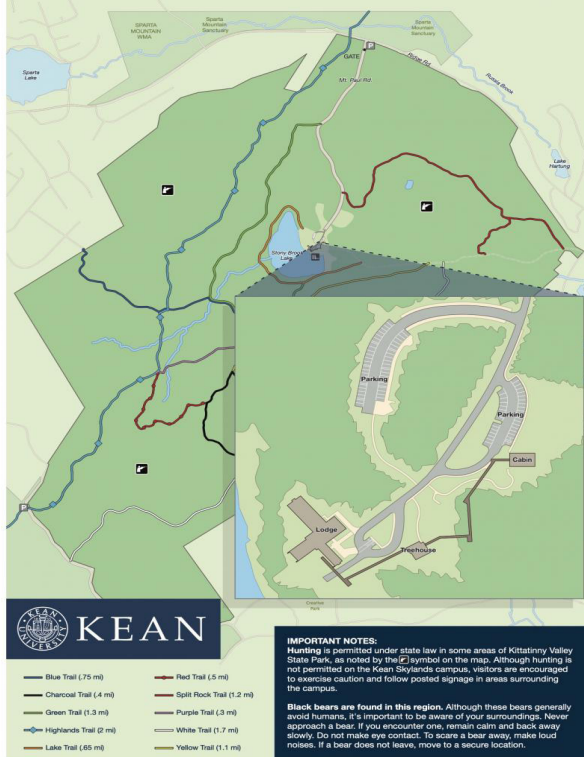 SPARTA
MOUNTAIN
WMA
Sparta
Mountain
Sanctuary
Sparta
Mountain
Sanctuary
P
GATE
Ridge Rd.
Sparta
Lake
Mt. Paul Rd.
Russia Brook
Lake
Hartung
Stony Brook
Lake
Parking
Parking
Cabin
P
Lodge
Treehouse
KEAN
UNIVERSITY
KEAN
Blue Trail (.75 mi)
Charcoal Trail (.4 mi)
Green Trail (1.3 mi)
Highlands Trail (2 mi)
Lake Trail (.65 mi)
Red Trail (.5 mi)
Split Rock Trail (1.2 mi)
Purple Trail (.3 mi)
White Trail (1.7 mi)
Yellow Trail (1.1 mi)
IMPORTANT NOTES:
Hunting is permitted under state law in some areas of Kittatinny Valley
State Park, as noted by the symbol on the map. Although hunting is
not permitted on the Kean Skylands campus, visitors are encouraged
to exercise caution and follow posted signage in areas surrounding
the campus.
Black bears are found in this region. Although these bears generally
avoid humans, it's important to be aware of your surroundings. Never
approach a bear. If you encounter one, remain calm and back away
slowly. Do not make eye contact. To scare a bear away, make loud
noises. If a bear does not leave, move to a secure location.